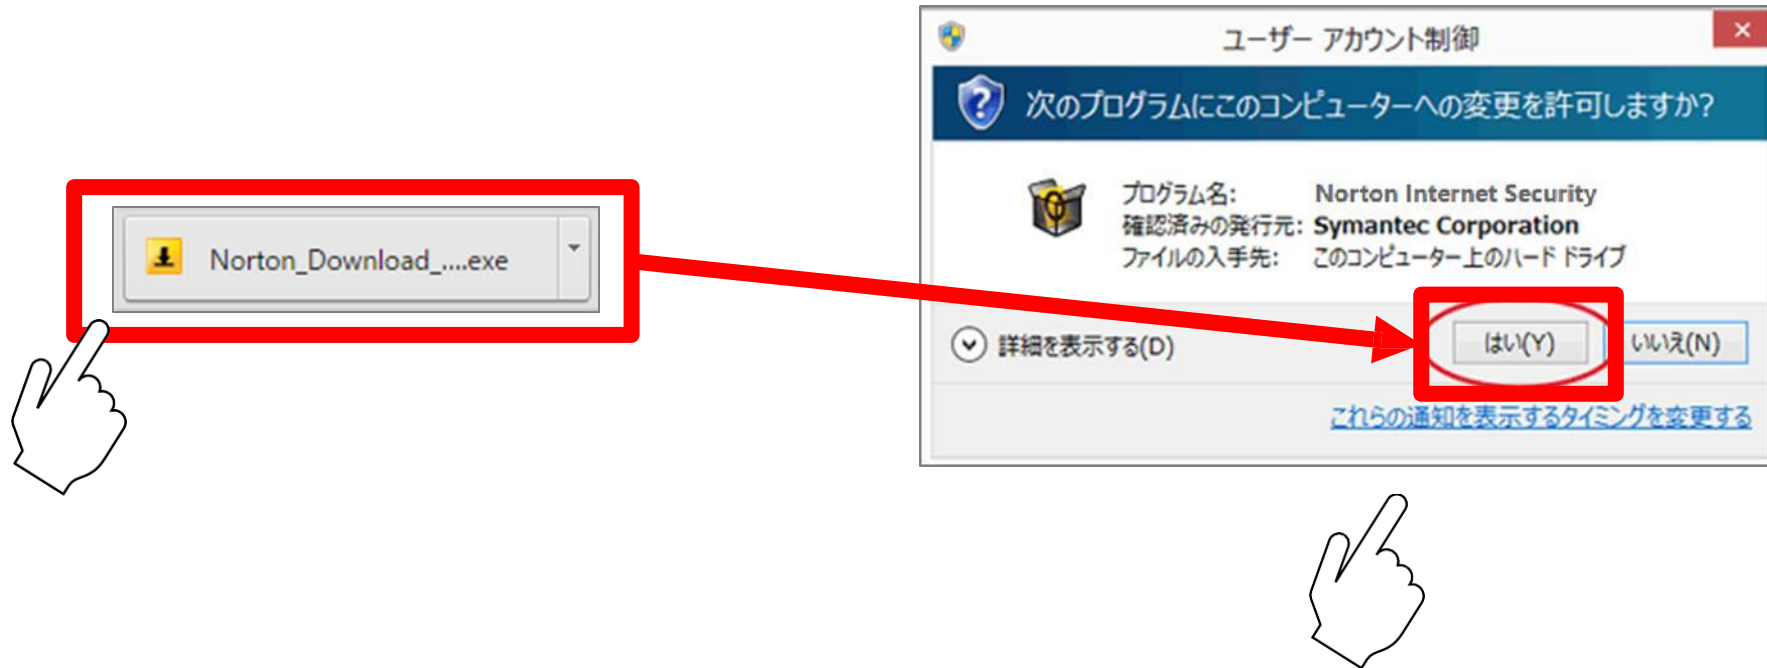 Norton_Download_....exe
ユーザー アカウント制御
次のプログラムにこのコンピューターへの変更を許可しますか?
プログラム名: Norton Internet Security
確認済みの発行元: Symantec Corporation
ファイルの入手先: このコンピューター上のハード ドライブ
詳細を表示する(D)
はい(Y)
いいえ(N)
これらの通知を表示するタイミングを変更する